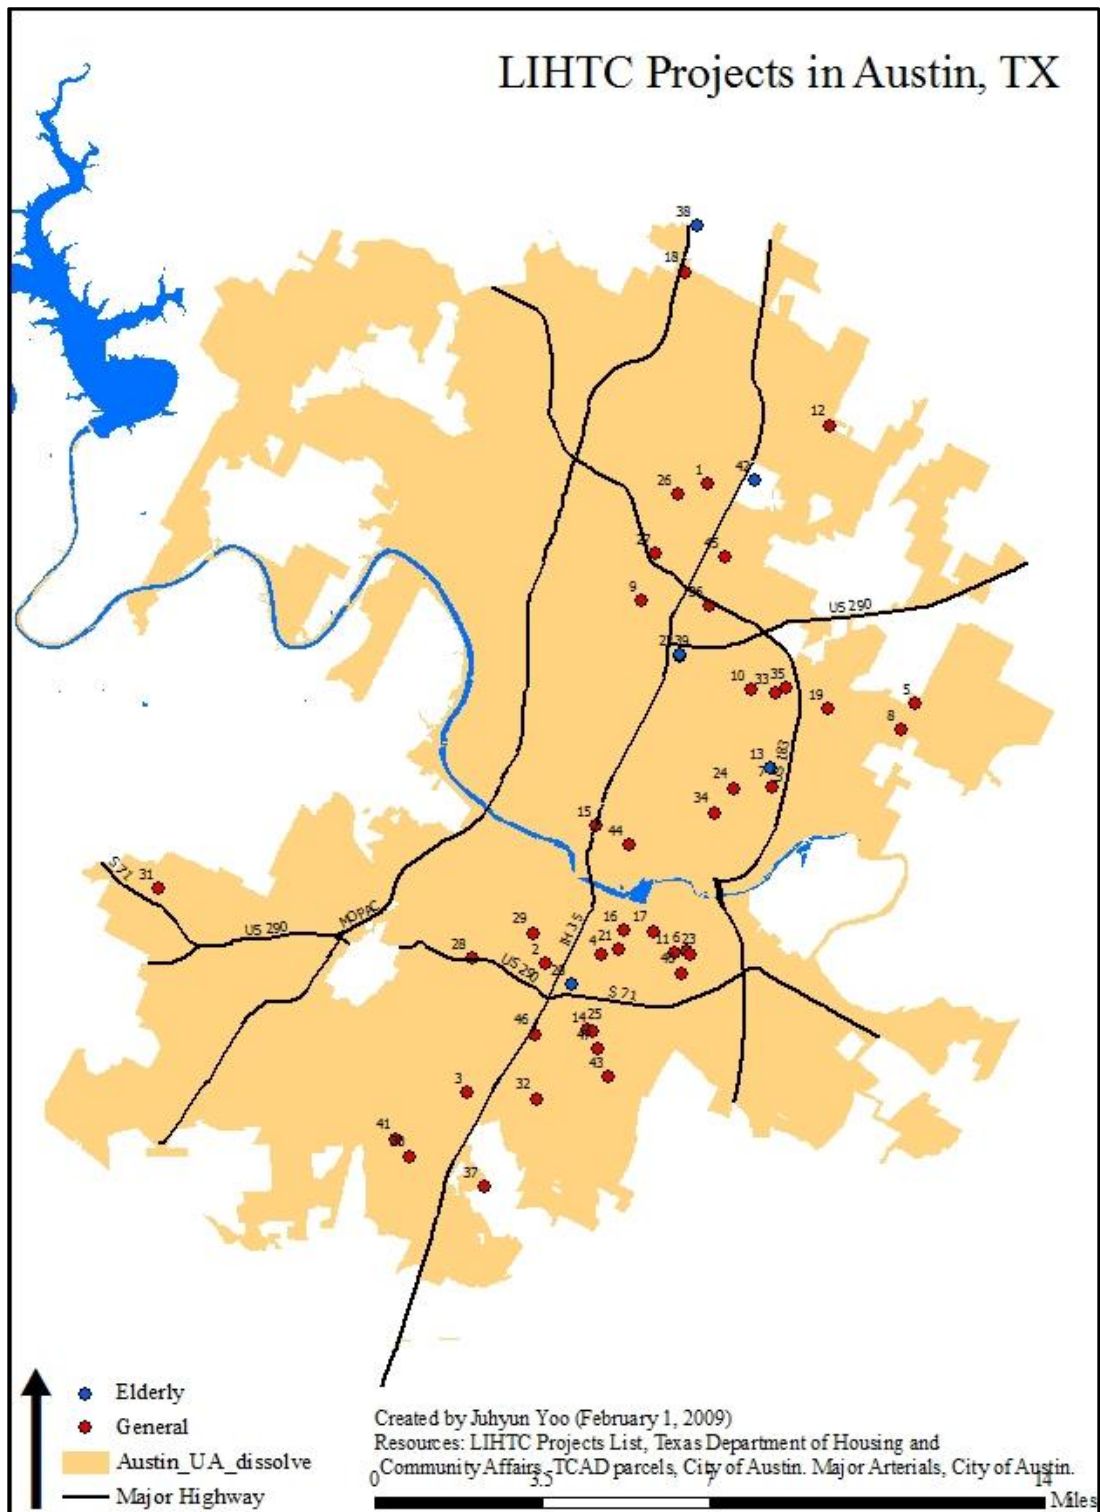 LIHTC Projects in Austin, TX
38
18
12
42
1
26
27
45
9
36
US 290
39
10
33
35
19
5
8
13
7
US 183
24
34
15
44
S 71
31
US 290
MOPAC
29
28
2
US 290
IH 35
16
17
4
21
11
6
23
S 71
46
14
25
43
3
32
41
37
Elderly
General
Austin_UA_dissolve
Major Highway
Created by Juhyun Yoo (February 1, 2009)
Resources: LIHTC Projects List, Texas Department of Housing and
Community Affairs, TCAD parcels, City of Austin. Major Arterials, City of Austin.
0 3.5 7 14
Miles